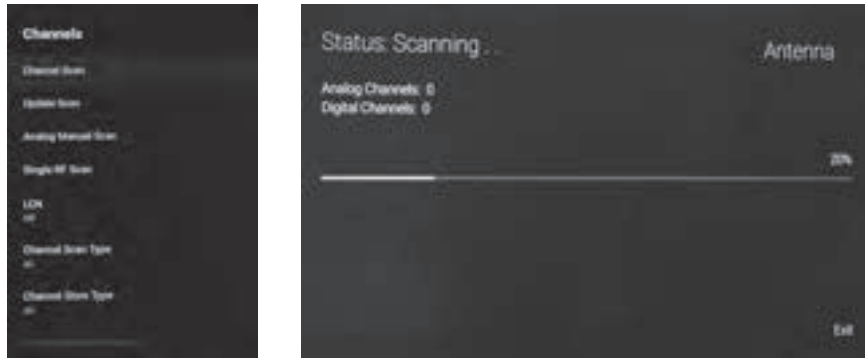 Channels
Channel Scan
Update Scan
Analog Manual Scan
Single RF Scan
LCN
Channel Scan Type
Channel Store Type
Status: Scanning . .
Antenna
Analog Channels: 0
Digital Channels: 0
20%
Exit